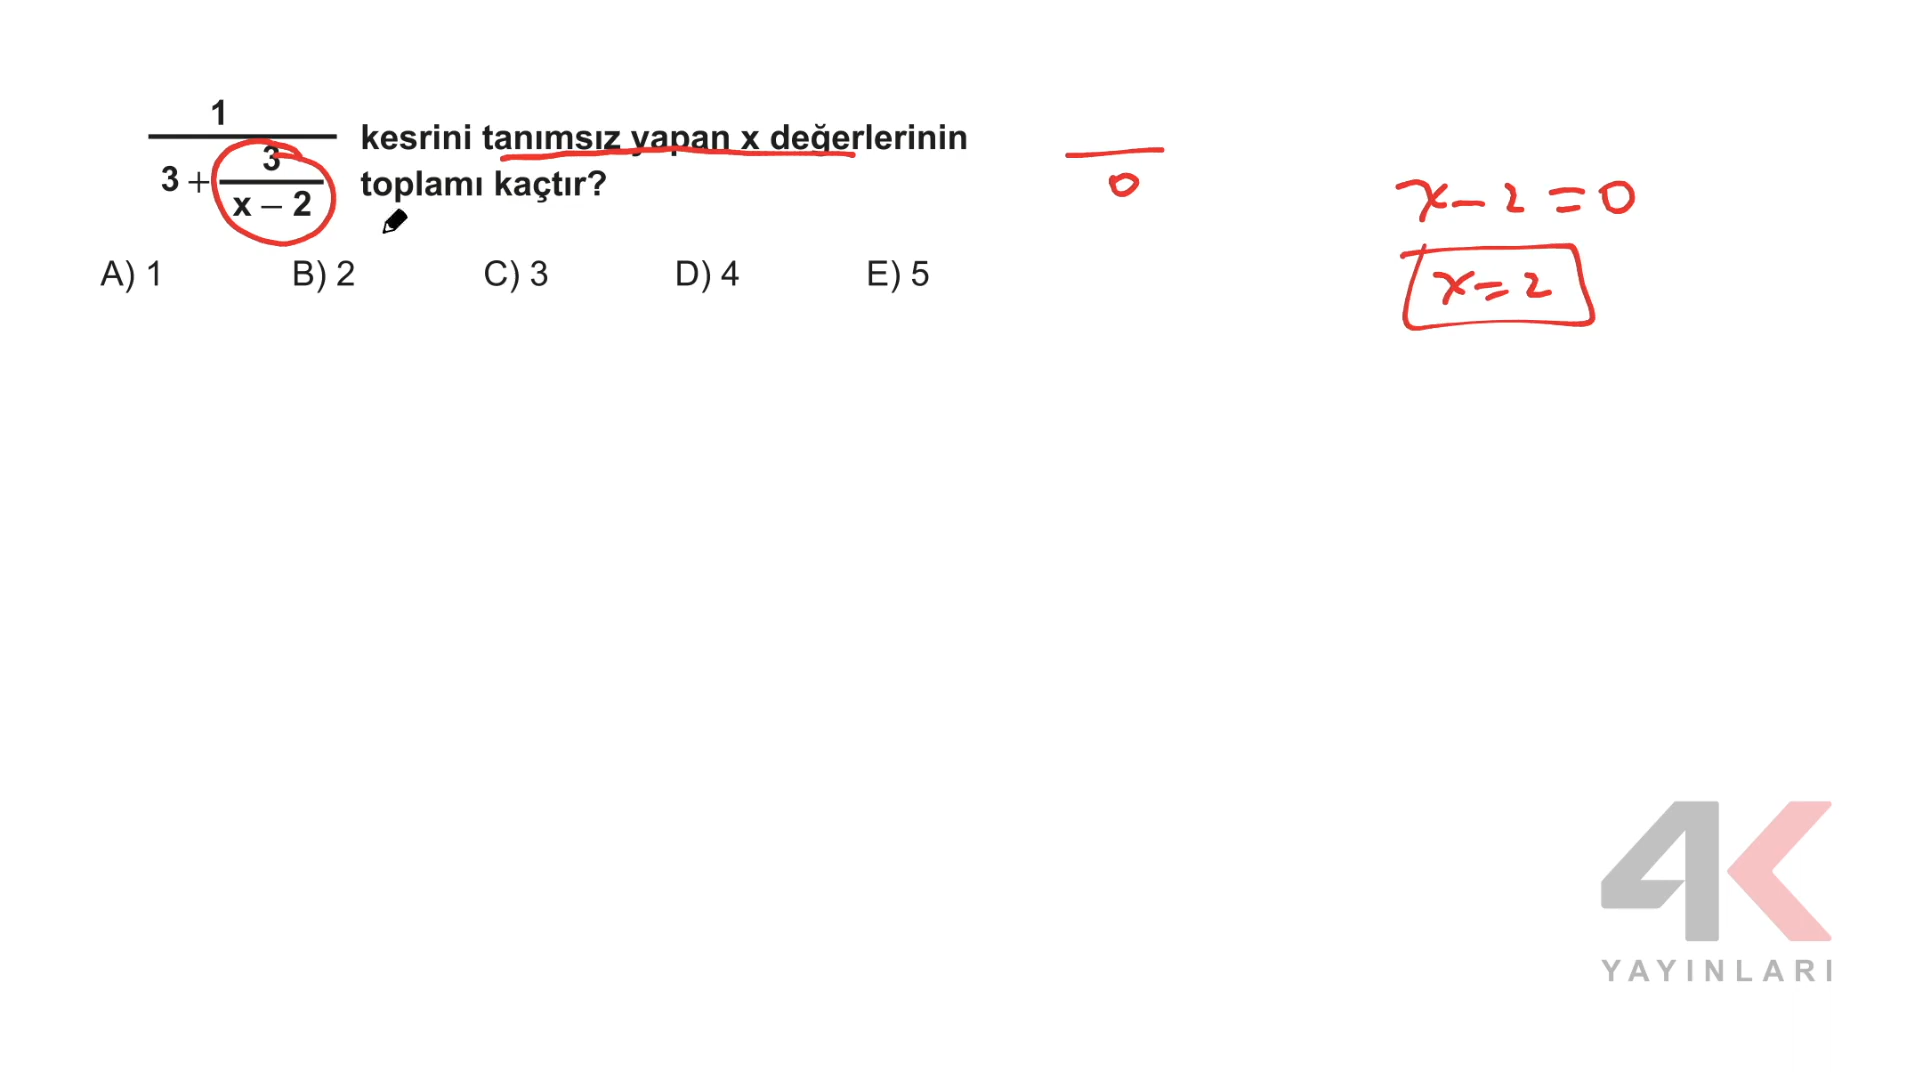 1
3 + 3
x – 2
kesrini tanımsız yapan x değerlerinin
toplamı kaçtır?
A) 1 B) 2 C) 3 D) 4 E) 5
0
x – 2 = 0
x = 2
4K
YAYINLARI